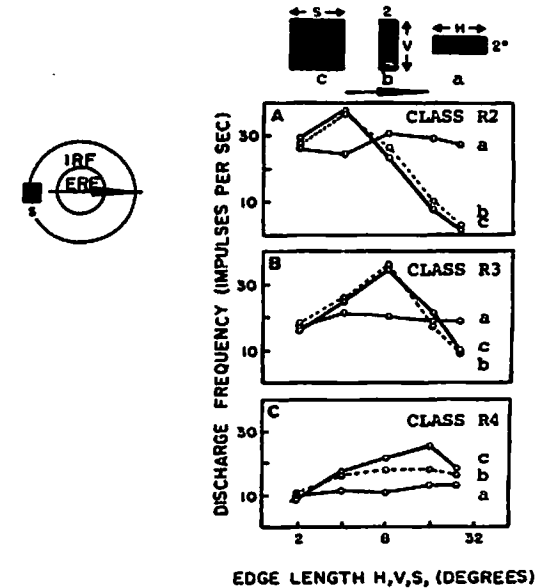 S
2
V
H
2°
c
b
a
IRF
ERF
S
DISCHARGE FREQUENCY (IMPULSES PER SEC)
A
CLASS R2
30
10
a
b
c
B
CLASS R3
30
10
a
c
b
C
CLASS R4
30
10
c
b
a
2
8
32
EDGE LENGTH H,V,S, (DEGREES)